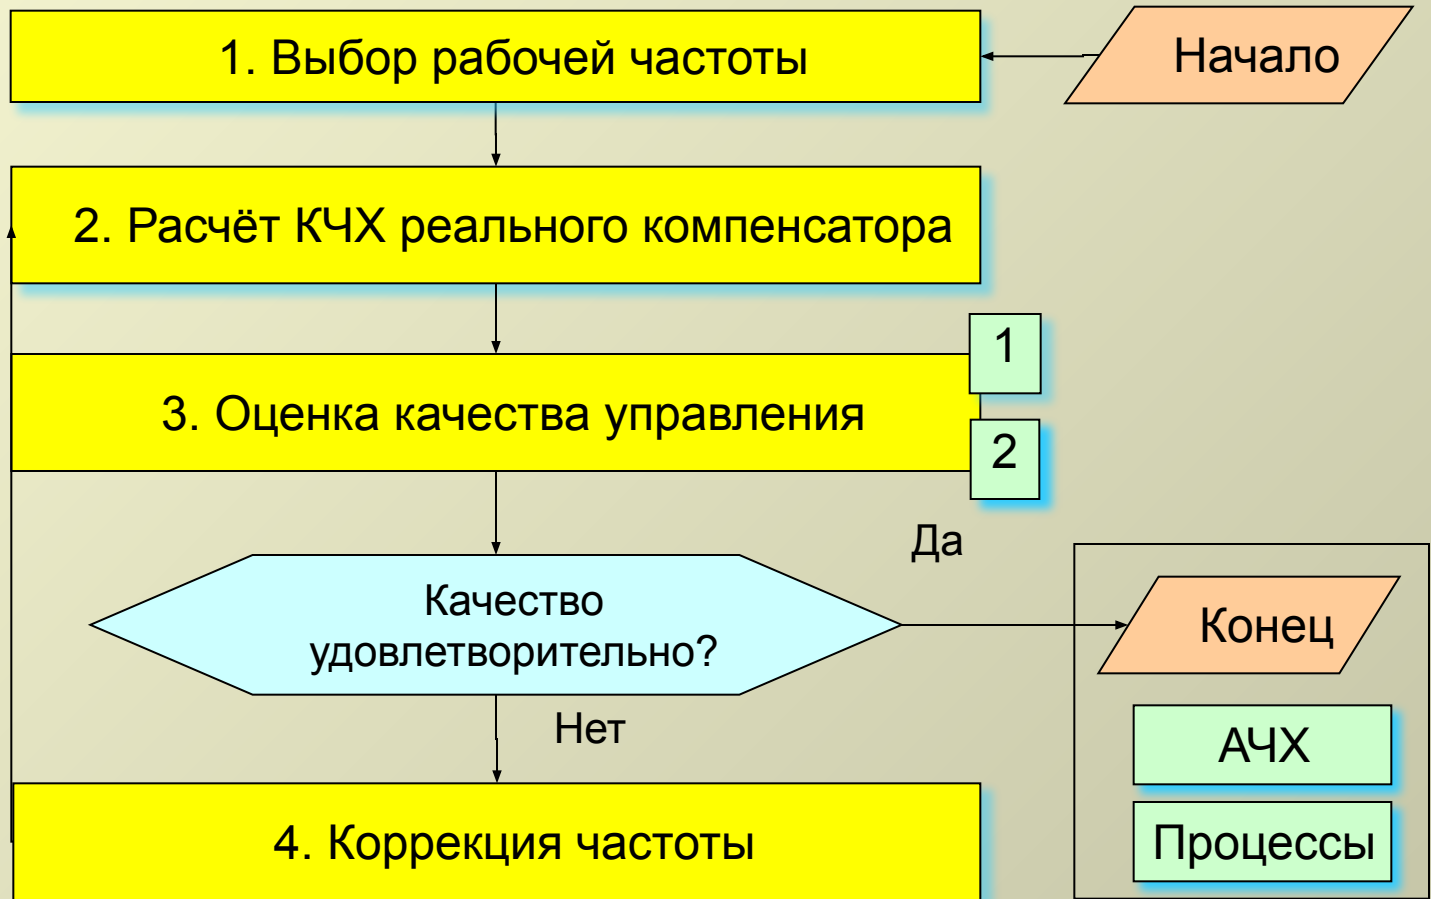 1. Выбор рабочей частоты
Начало
2. Расчёт КЧХ реального компенсатора
1
3. Оценка качества управления
2
Да
Качество
удовлетворительно?
Конец
Нет
АЧХ
4. Коррекция частоты
Процессы